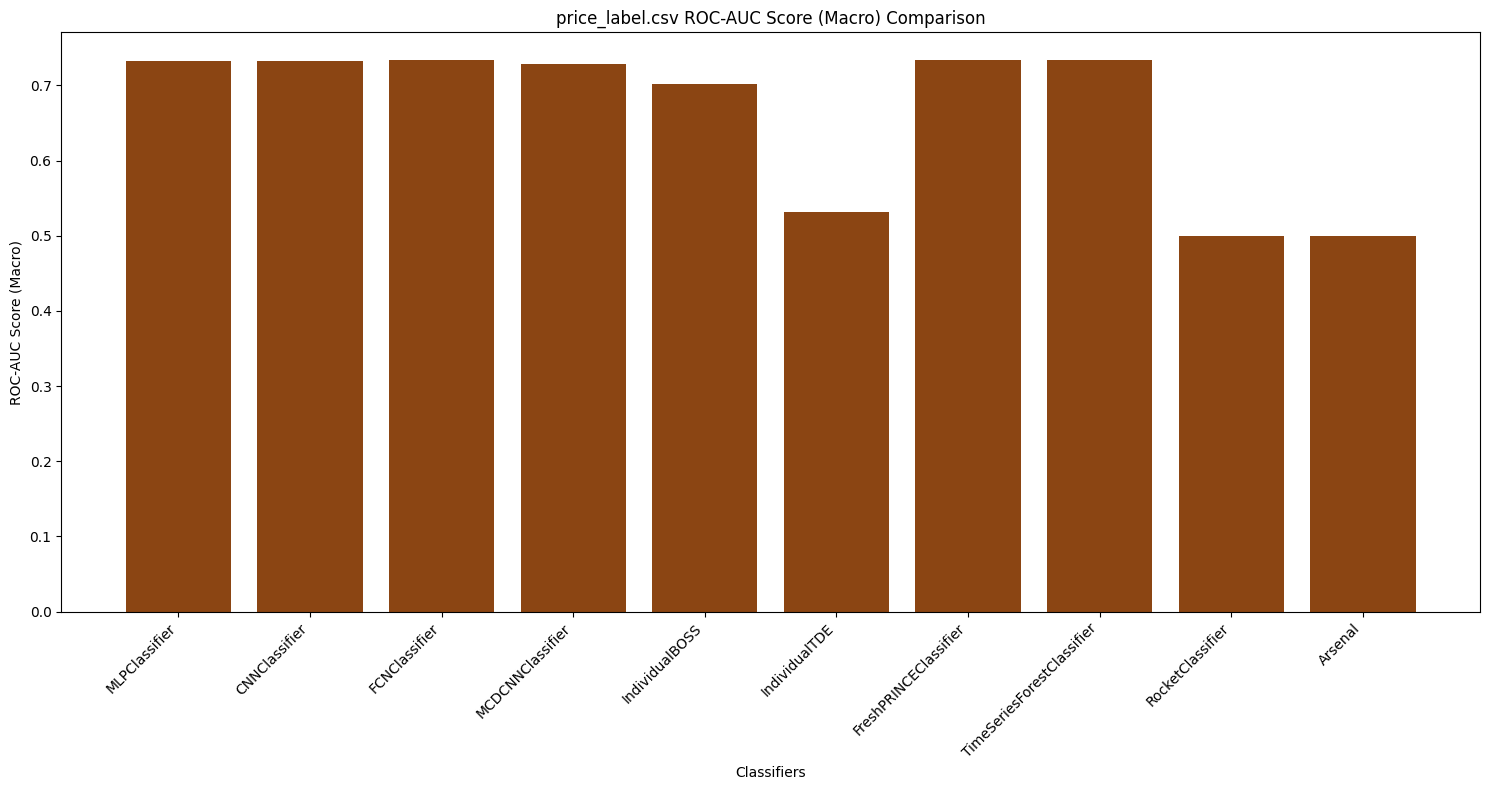 price_label.csv ROC-AUC Score (Macro) Comparison
ROC-AUC Score (Macro)
0.7
0.6
0.5
0.4
0.3
0.2
0.1
0.0
MLPClassifier
CNNClassifier
FCNClassifier
MCDCNNClassifier
IndividualBOSS
IndividualTDE
FreshPRINCEClassifier
TimeSeriesForestClassifier
RocketClassifier
Arsenal
Classifiers